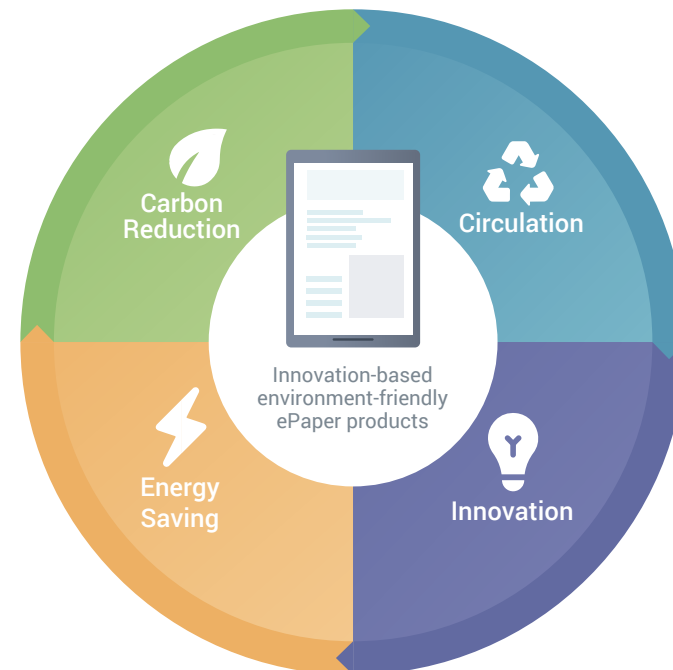 Carbon
Reduction
Circulation
Innovation-based
environment-friendly
ePaper products
Energy
Saving
Innovation